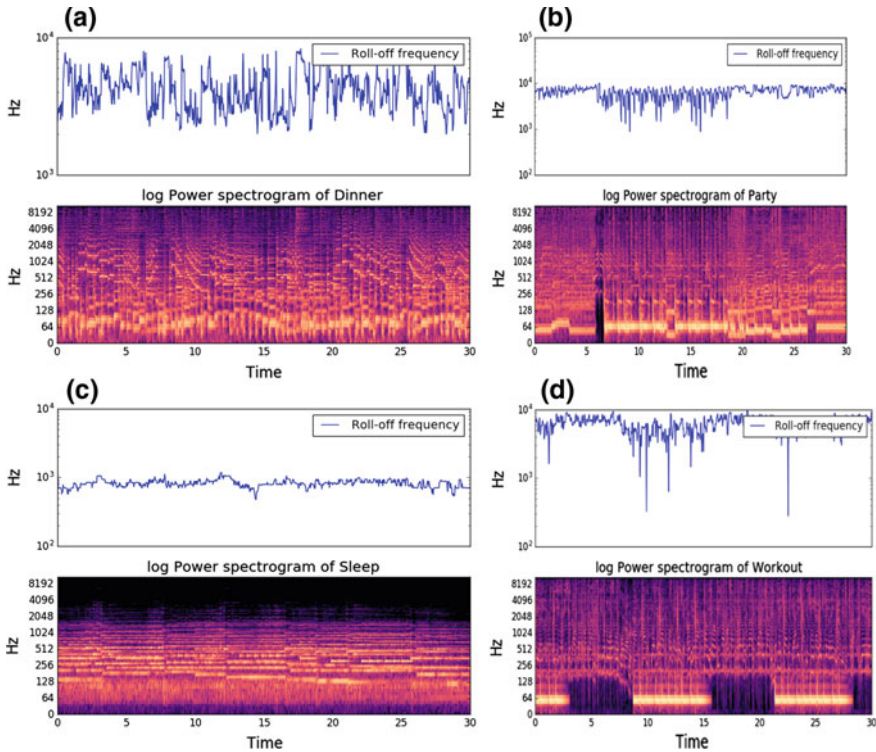 (a)
10^4
Roll-off frequency
Hz
10^3
log Power spectrogram of Dinner
8192
4096
2048
1024
512
256
128
64
0
Hz
0 5 10 15 20 25 30
Time
(b)
10^5
Roll-off frequency
10^4
Hz
10^3
10^2
log Power spectrogram of Party
8192
4096
2048
1024
512
256
128
64
0
Hz
0 5 10 15 20 25 30
Time
(c)
10^4
Roll-off frequency
Hz
10^3
10^2
log Power spectrogram of Sleep
8192
4096
2048
1024
512
256
128
64
0
Hz
0 5 10 15 20 25 30
Time
(d)
10^4
Roll-off frequency
Hz
10^3
10^2
log Power spectrogram of Workout
8192
4096
2048
1024
512
256
128
64
0
Hz
0 5 10 15 20 25 30
Time